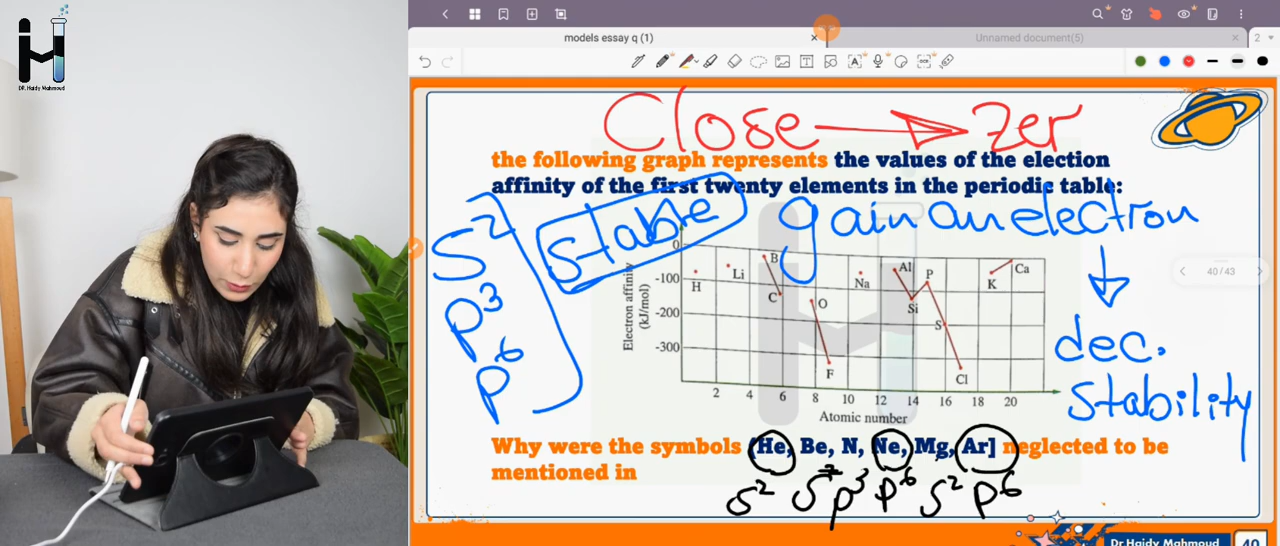 H
DR. Haidy Mahmoud
models essay q (1)
Unnamed document(5)
2
Close → Zer
the following graph represents the values of the election
affinity of the first twenty elements in the periodic table:
S² P³ P⁶
Stable
gain an electron
↓
dec.
Stability
40/43
Electron affinity
(kJ/mol)
0
-100
-200
-300
H
Li
B
C
O
F
Na
Al
Si
P
S
Cl
K
Ca
2 4 6 8 10 12 14 16 18 20
Atomic number
Why were the symbols (He, Be, N, Ne, Mg, Ar] neglected to be
mentioned in
S² S² P³ P⁶ S² P⁶
Dr Haidy Mahmoud
40